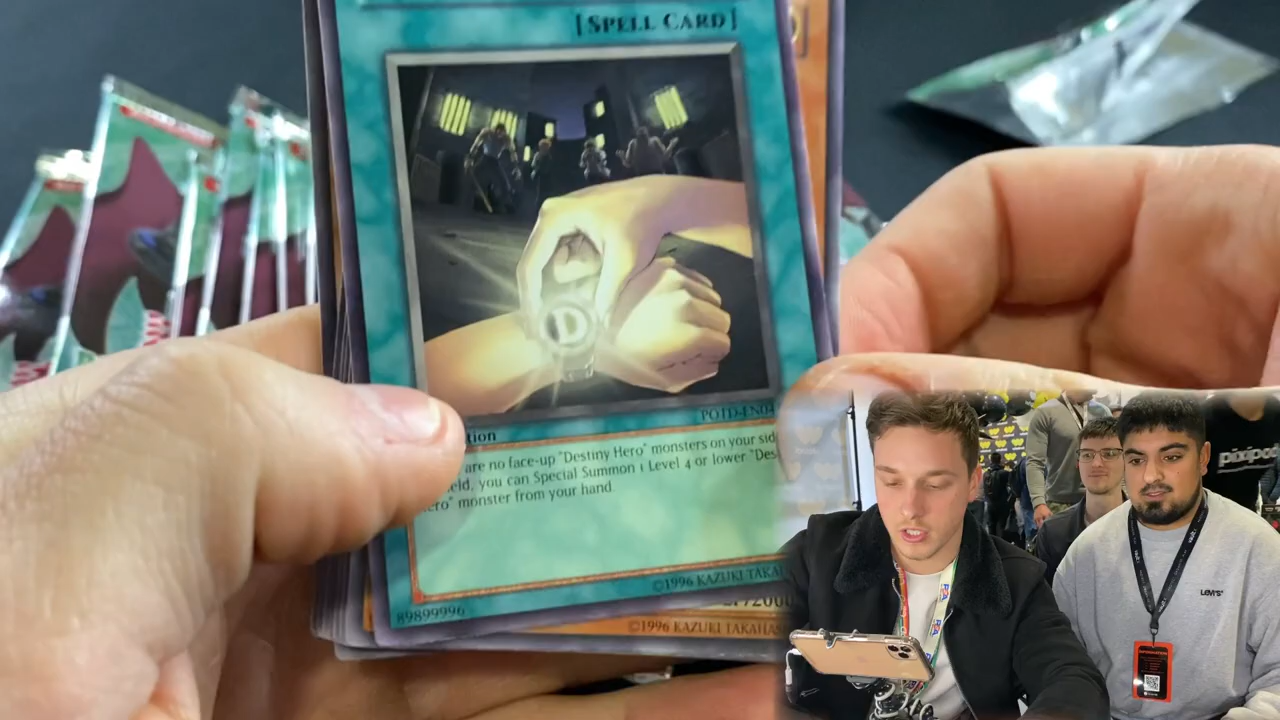 [SPELL CARD]
D
POTD-EN04
tion
are no face-up "Destiny Hero" monsters on your sid
eld, you can Special Summon 1 Level 4 or lower "Des
ero" monster from your hand.
©1996 KAZUKI TAKA
89899996
©1996 KAZUKI TAKAHAS
pixipod
LEVI'S